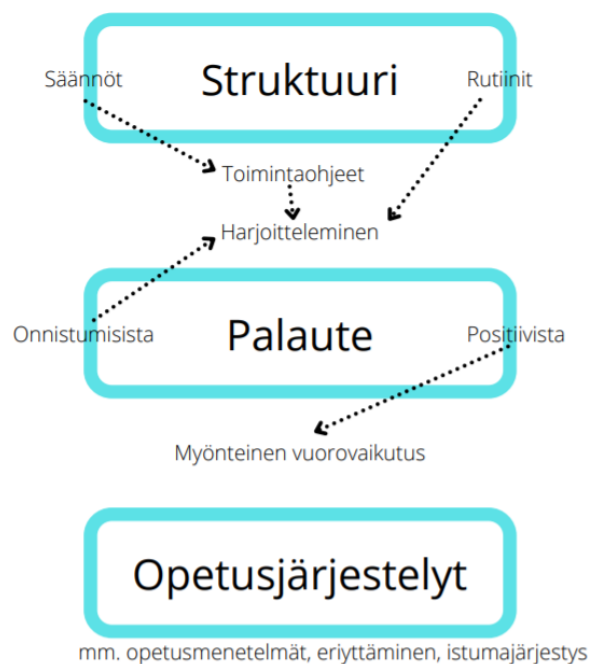 Säännöt
Struktuuri
Rutiinit
Toimintaohjeet
Harjoitteleminen
Onnistumisista
Palaute
Positiivista
Myönteinen vuorovaikutus
Opetusjärjestelyt
mm. opetusmenetelmät, eriyttäminen, istumajärjestys